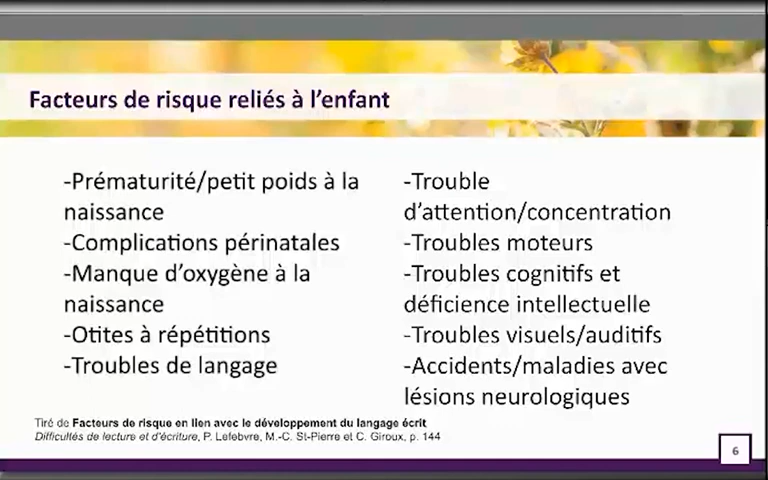 Facteurs de risque reliés à l'enfant
-Prématurité/petit poids à la
naissance
-Complications périnatales
-Manque d'oxygène à la
naissance
-Otites à répétitions
-Troubles de langage
-Trouble
d'attention/concentration
-Troubles moteurs
-Troubles cognitifs et
déficience intellectuelle
-Troubles visuels/auditifs
-Accidents/maladies avec
lésions neurologiques
Tiré de Facteurs de risque en lien avec le développement du langage écrit
Difficultés de lecture et d'écriture, P. Lefebvre, M.-C. St-Pierre et C. Giroux, p. 144
6